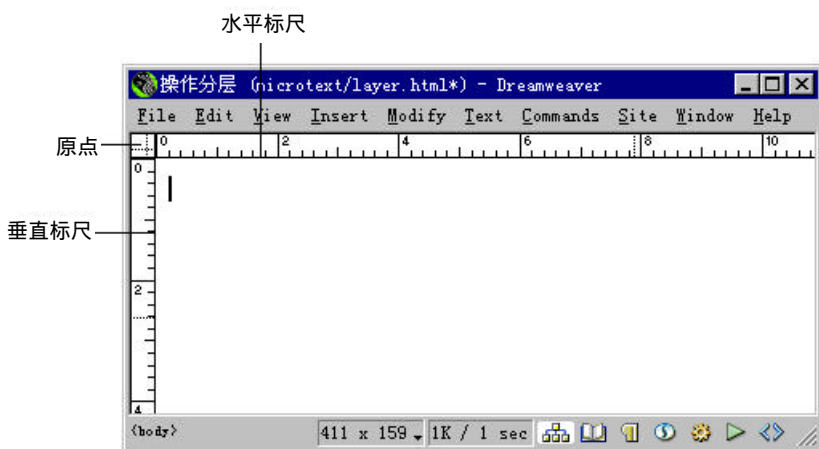 水平标尺
操作分层 (nicrotext/layer.html*) - Dreamweaver
File Edit View Insert Modify Text Commands Site Window Help
原点
0 2 4 6 8 10
0
垂直标尺
2
4
<body>
411 x 159 1K / 1 sec